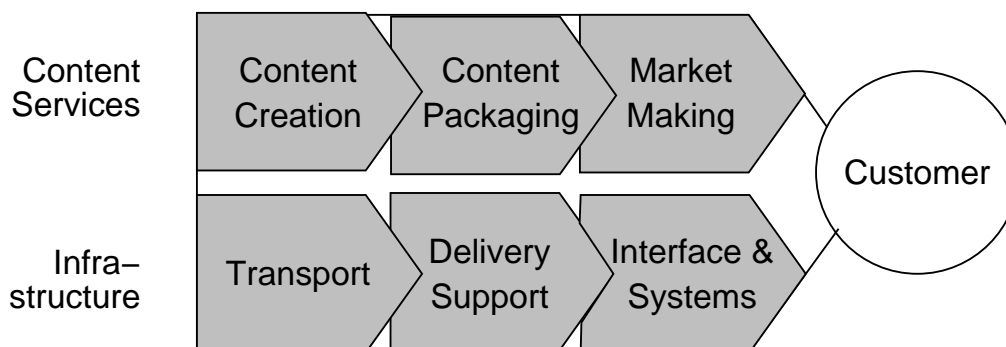 Content
Services
Content
Creation
Content
Packaging
Market
Making
Customer
Infra–
structure
Transport
Delivery
Support
Interface &
Systems